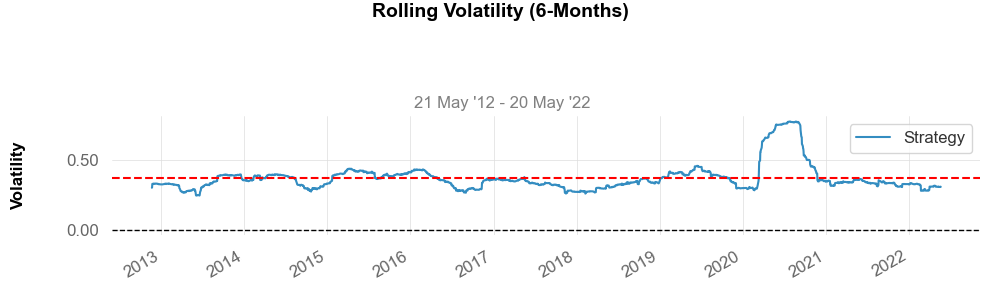 Rolling Volatility (6-Months)
21 May '12 - 20 May '22
Strategy
Volatility
0.50
0.00
2013 2014 2015 2016 2017 2018 2019 2020 2021 2022